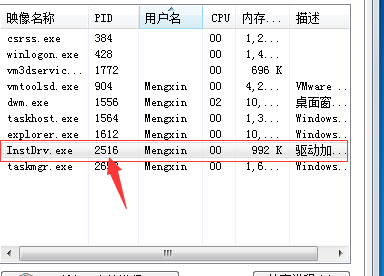 映像名称 PID 用户名 CPU 内存... 描述
csrss.exe 384 00 1,2...
winlogon.exe 428 00 1,4...
vm3dservic... 1772 00 696 K
vmtoolsd.exe 904 Mengxin 00 4,2... VMware
dwm.exe 1556 Mengxin 02 10,... 桌面窗...
taskhost.exe 1564 Mengxin 00 1,3... Windows.
explorer.exe 1612 Mengxin 00 10,... Windows.
InstDrv.exe 2516 Mengxin 00 992 K 驱动加...
taskmgr.exe Mengxin 00 1,6... Windows.